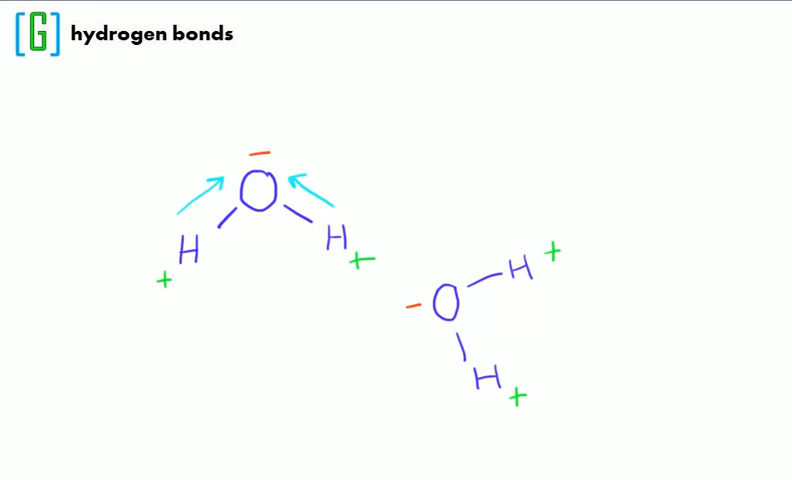 [G] hydrogen bonds
−
O
H H
+ +
H +
− O
H
+